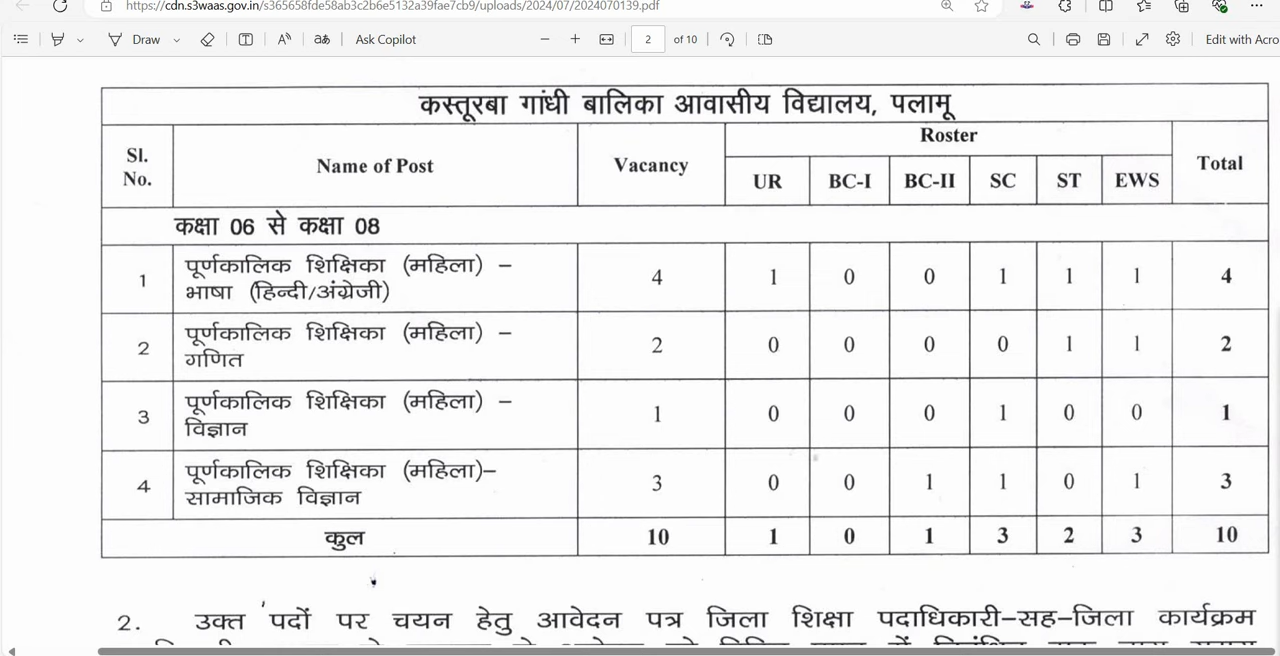 https://cdn.s3waas.gov.in/s365658fde58ab3c2b6e5132a39fae7cb9/uploads/2024/07/2024070139.pdf
Draw
aあ
Ask Copilot
2 of 10
Edit with Acro
कस्तूरबा गांधी बालिका आवासीय विद्यालय, पलामू
Sl. No. Name of Post Vacancy Roster Total
UR BC-I BC-II SC ST EWS
कक्षा 06 से कक्षा 08
1 पूर्णकालिक शिक्षिका (महिला) – भाषा (हिन्दी/अंग्रेजी) 4 1 0 0 1 1 1 4
2 पूर्णकालिक शिक्षिका (महिला) – गणित 2 0 0 0 0 1 1 2
3 पूर्णकालिक शिक्षिका (महिला) – विज्ञान 1 0 0 0 1 0 0 1
4 पूर्णकालिक शिक्षिका (महिला)– सामाजिक विज्ञान 3 0 0 1 1 0 1 3
कुल 10 1 0 1 3 2 3 10
2. उक्त पदों पर चयन हेतु आवेदन पत्र जिला शिक्षा पदाधिकारी–सह–जिला कार्यक्रम